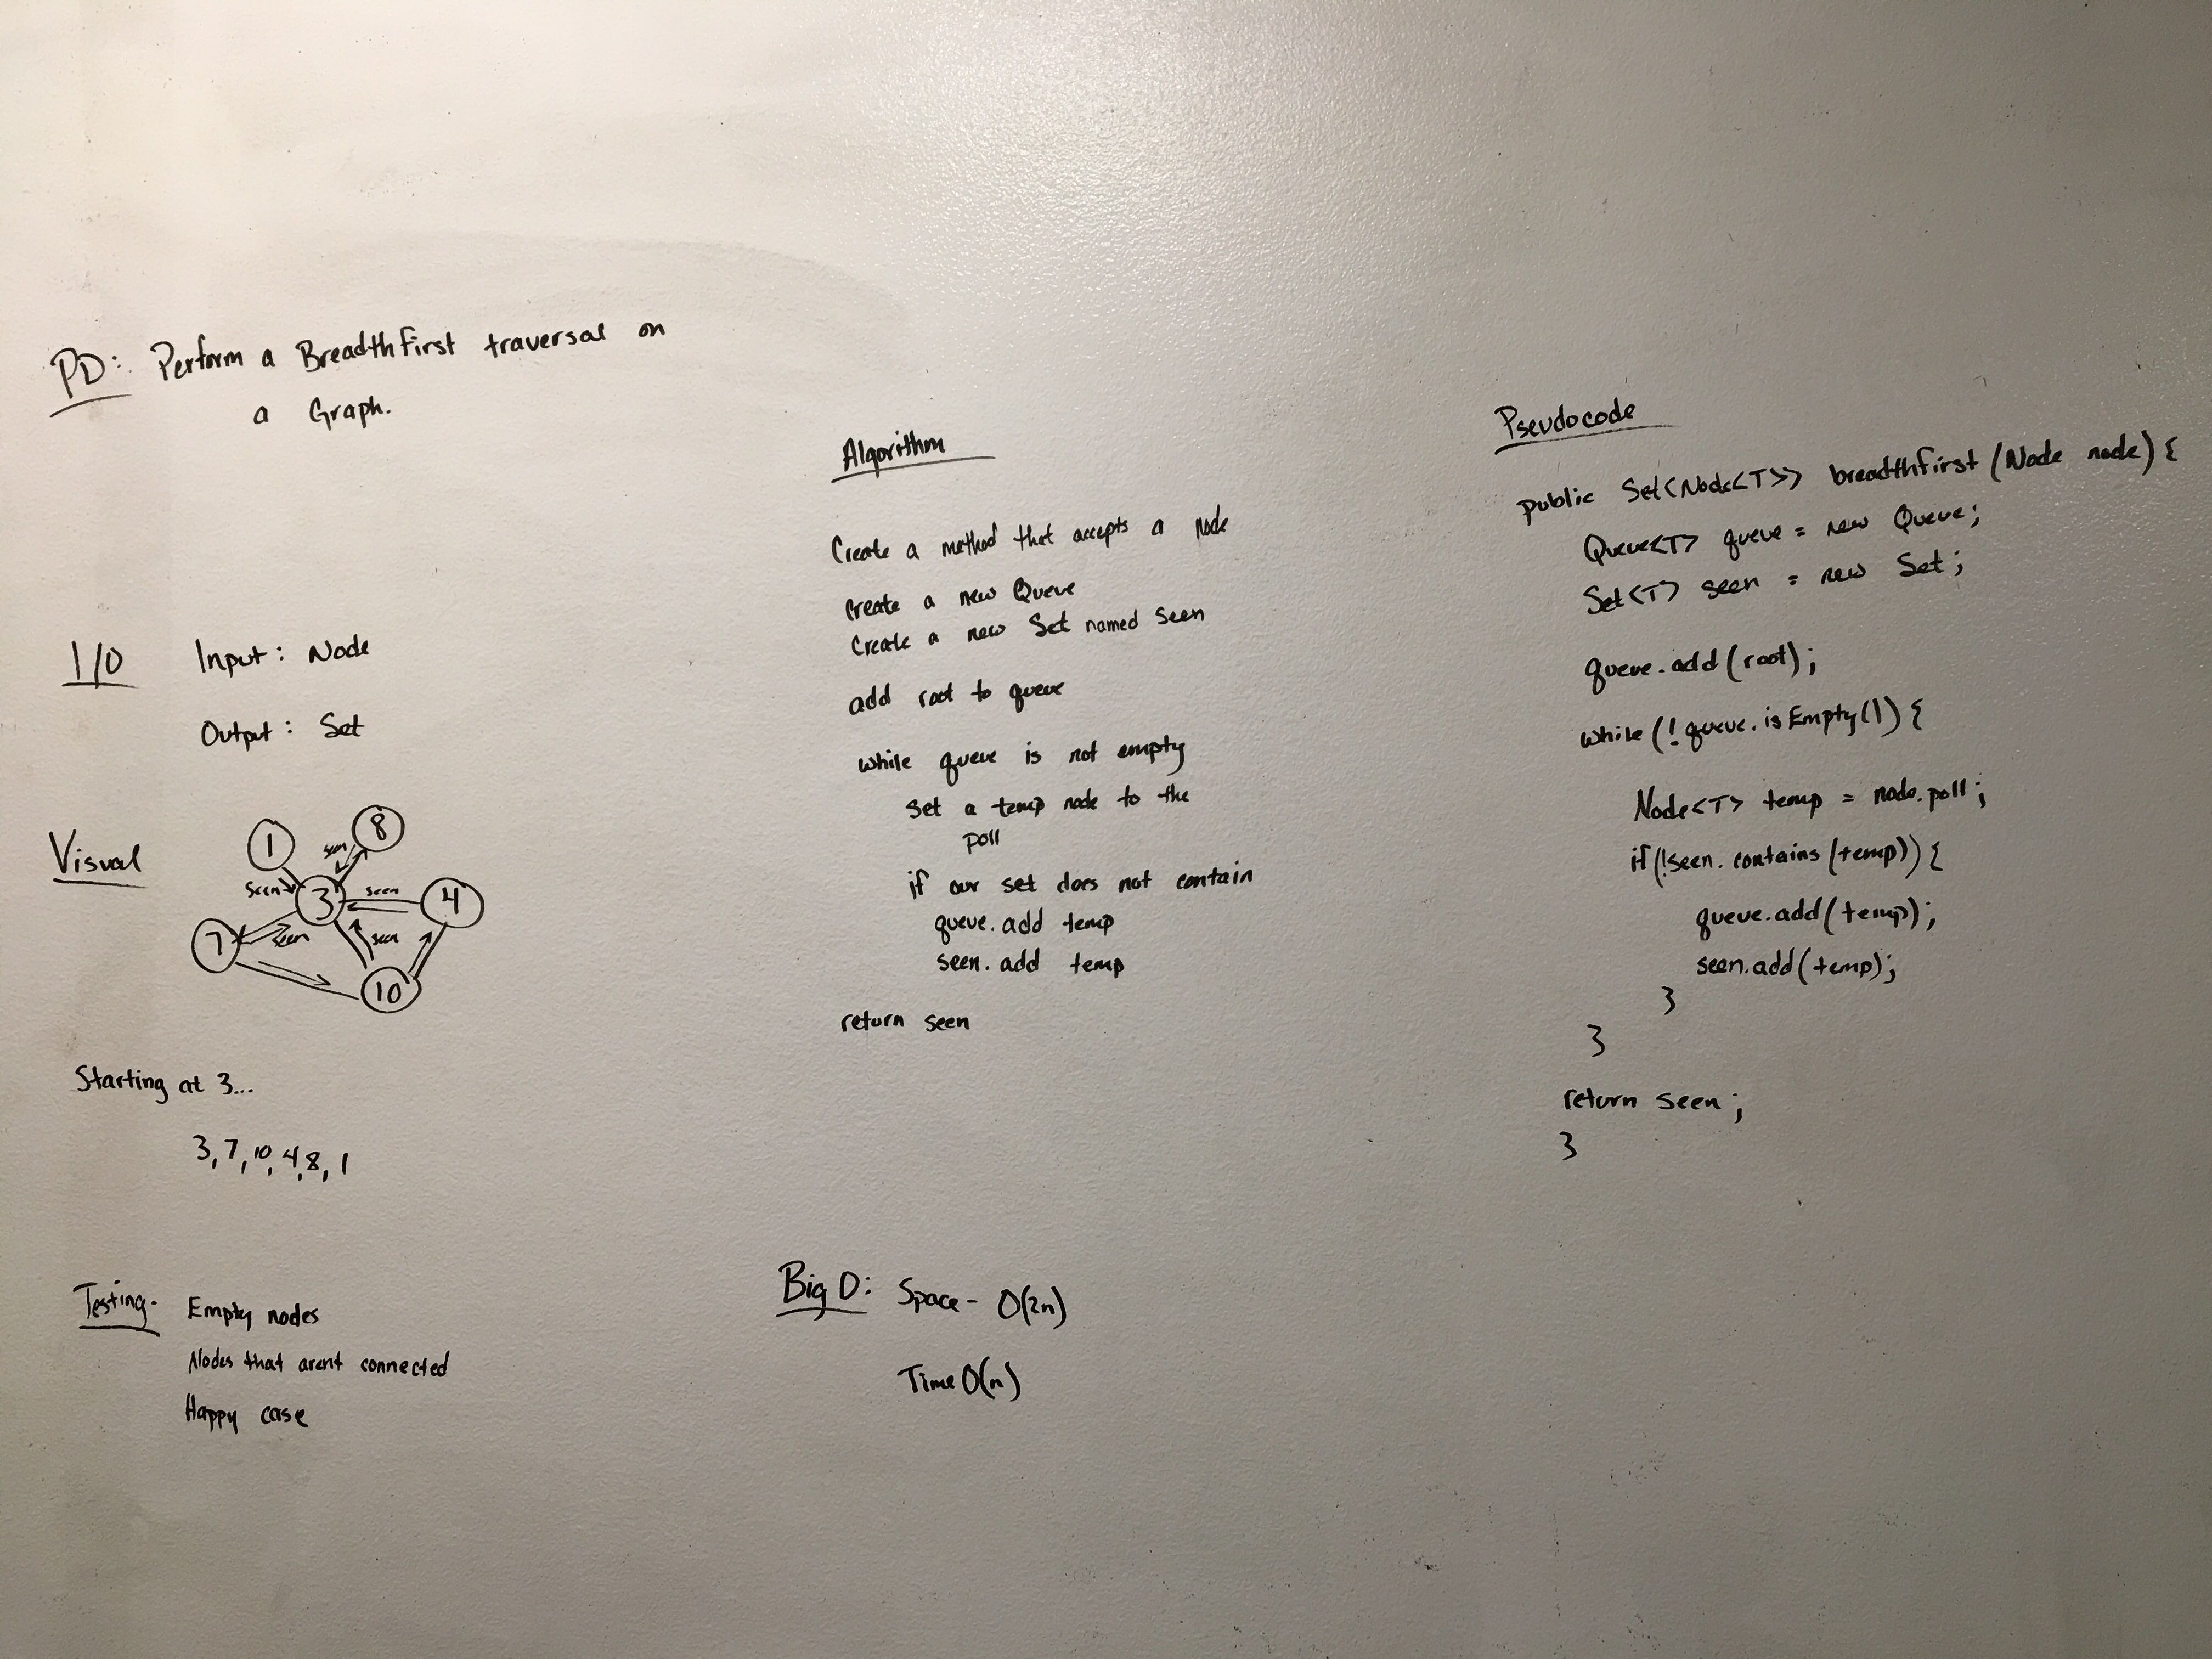 PD: Perform a Breadth First traversal on
a Graph.
I/O Input: Node
Output: Set
Visual
1
8
seen
seen
3
seen
4
7
seen
seen
10
Starting at 3...
3, 7, 10, 4, 8, 1
Testing- Empty nodes
Nodes that arent connected
Happy case
Algorithm
Create a method that accepts a node
Create a new Queue
Create a new Set named seen
add root to queue
while queue is not empty
set a temp node to the
poll
if our set does not contain
queue.add temp
seen.add temp
return seen
Big O: Space- O(2n)
Time O(n)
Pseudocode
public Set<Node<T>> breadthfirst (Node node) {
Queue<T> queue = new Queue;
Set<T> seen = new Set;
queue.add(root);
while (!queue.isEmpty()) {
Node<T> temp = node.poll;
if(!seen.contains(temp)) {
queue.add(temp);
seen.add(temp);
}
}
return seen;
}